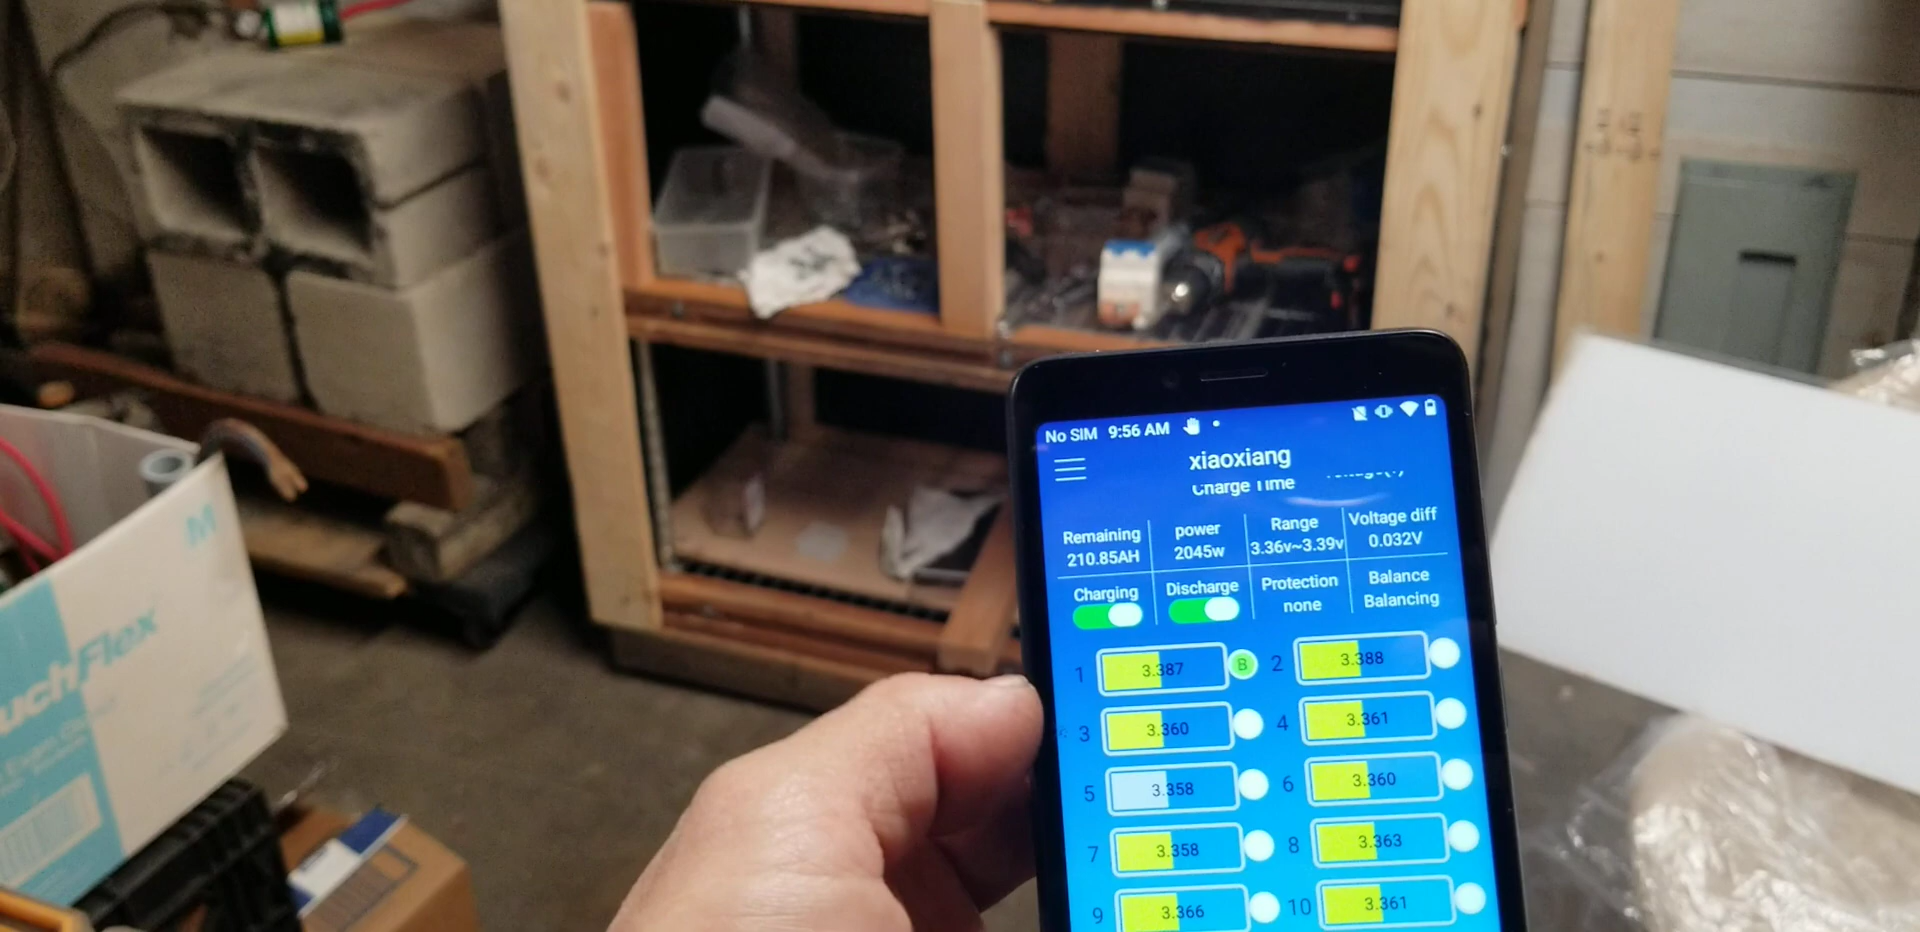 No SIM 9:56 AM
xiaoxiang
Charge Time
Remaining power Range Voltage diff
210.85AH 2045w 3.36v~3.39v 0.032V
Charging Discharge Protection Balance
none Balancing
1 3.387 B 2 3.388
3 3.360 4 3.361
5 3.358 6 3.360
7 3.358 8 3.363
9 3.366 10 3.361
M
uchFlex